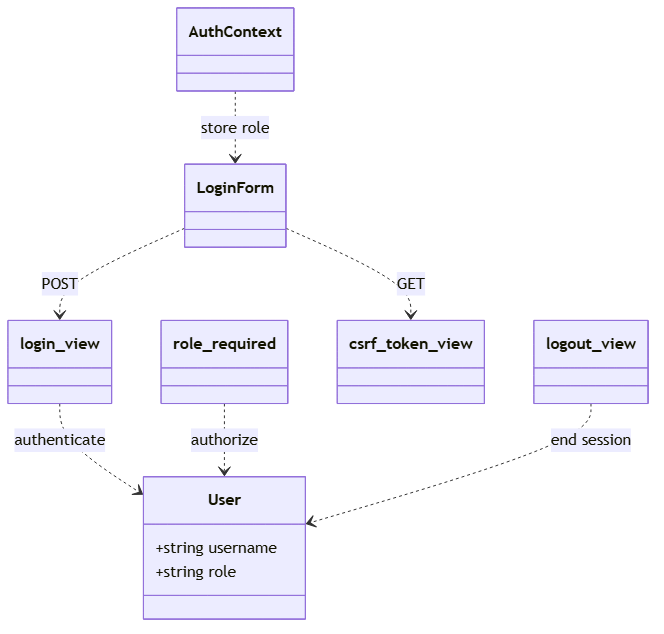 AuthContext
store role
LoginForm
POST
GET
login_view
role_required
csrf_token_view
logout_view
authenticate
authorize
end session
User
+string username
+string role